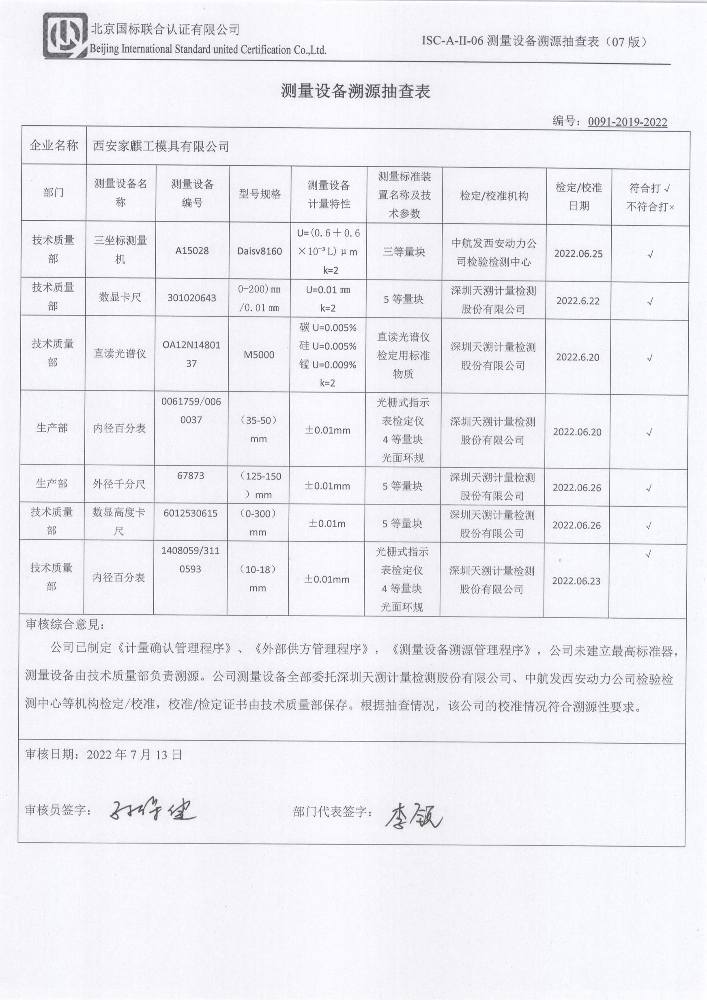 北京国标联合认证有限公司
Beijing International Standard united Certification Co.,Ltd.
ISC-A-II-06 测量设备溯源抽查表（07 版）
测量设备溯源抽查表
编号：0091-2019-2022
企业名称 西安家麒工模具有限公司
部门 测量设备名称 测量设备编号 型号规格 测量设备计量特性 测量标准装置名称及技术参数 检定/校准机构 检定/校准日期 符合打 √ 不符合打×
技术质量部 三坐标测量机 A15028 Daisv8160 U=(0.6＋0.6×10⁻³L) μm k=2 三等量块 中航发西安动力公司检验检测中心 2022.06.25 √
技术质量部 数显卡尺 301020643 0-200)mm/0.01mm U=0.01 mm k=2 5 等量块 深圳天溯计量检测股份有限公司 2022.6.22 √
技术质量部 直读光谱仪 OA12N1480137 M5000 碳 U=0.005% 硅 U=0.005% 锰 U=0.009% k=2 直读光谱仪检定用标准物质 深圳天溯计量检测股份有限公司 2022.6.20 √
生产部 内径百分表 0061759/0060037 （35-50）mm ±0.01mm 光栅式指示表检定仪 4 等量块 光面环规 深圳天溯计量检测股份有限公司 2022.06.20 √
生产部 外径千分尺 67873 （125-150）mm ±0.01mm 5 等量块 深圳天溯计量检测股份有限公司 2022.06.26 √
技术质量部 数显高度卡尺 6012530615 （0-300）mm ±0.01m 5 等量块 深圳天溯计量检测股份有限公司 2022.06.26 √
技术质量部 内径百分表 1408059/3110593 （10-18）mm ±0.01mm 光栅式指示表检定仪 4 等量块 光面环规 深圳天溯计量检测股份有限公司 2022.06.23 √
审核综合意见：
公司已制定《计量确认管理程序》、《外部供方管理程序》，《测量设备溯源管理程序》，公司未建立最高标准器，
测量设备由技术质量部负责溯源。公司测量设备全部委托深圳天溯计量检测股份有限公司、中航发西安动力公司检验检
测中心等机构检定/校准，校准/检定证书由技术质量部保存。根据抽查情况，该公司的校准情况符合溯源性要求。
审核日期：2022 年 7 月 13 日
审核员签字：
部门代表签字：